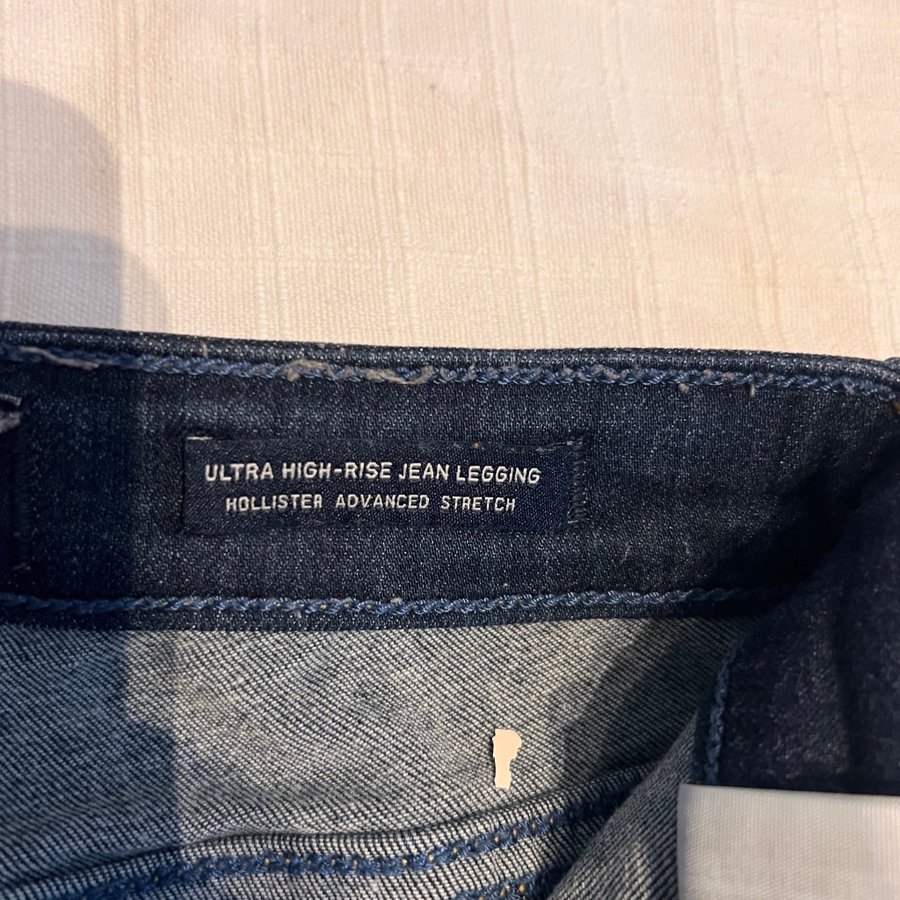 ULTRA HIGH-RISE JEAN LEGGING
HOLLISTER ADVANCED STRETCH